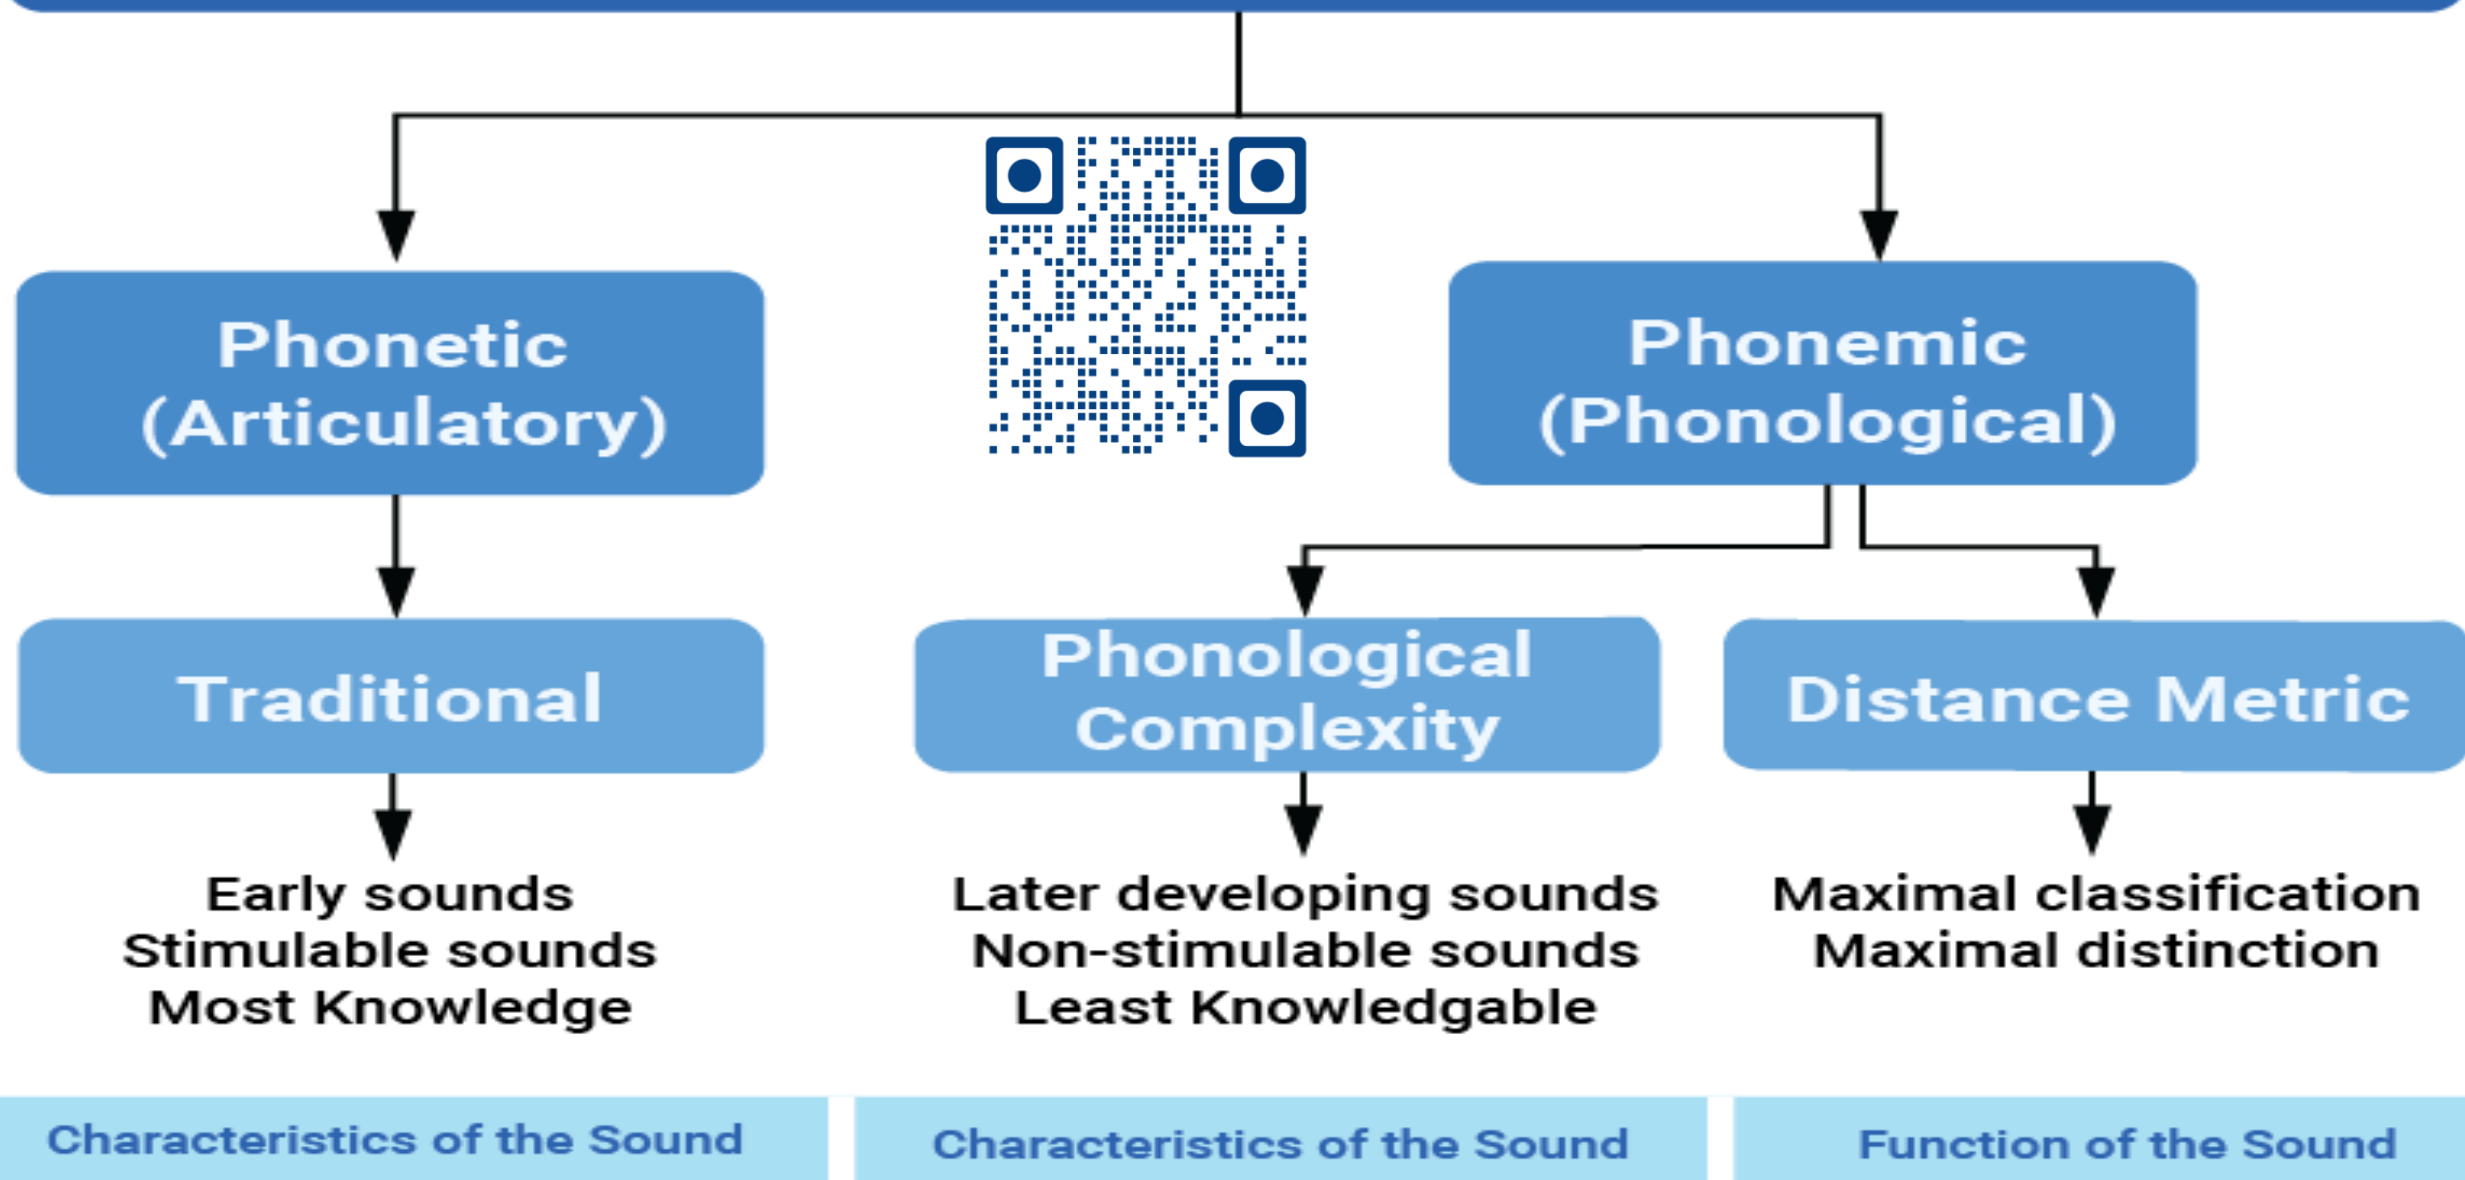 Phonetic
(Articulatory)
Phonemic
(Phonological)
Traditional
Phonological
Complexity
Distance Metric
Early sounds
Stimulable sounds
Most Knowledge
Later developing sounds
Non-stimulable sounds
Least Knowledgable
Maximal classification
Maximal distinction
Characteristics of the Sound
Characteristics of the Sound
Function of the Sound